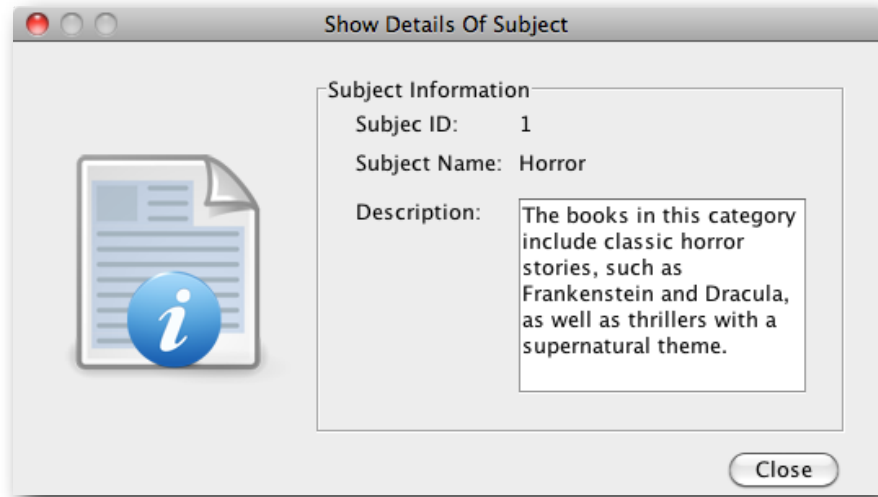 Show Details Of Subject
Subject Information
Subjec ID: 1
Subject Name: Horror
Description:
The books in this category
include classic horror
stories, such as
Frankenstein and Dracula,
as well as thrillers with a
supernatural theme.
i
Close